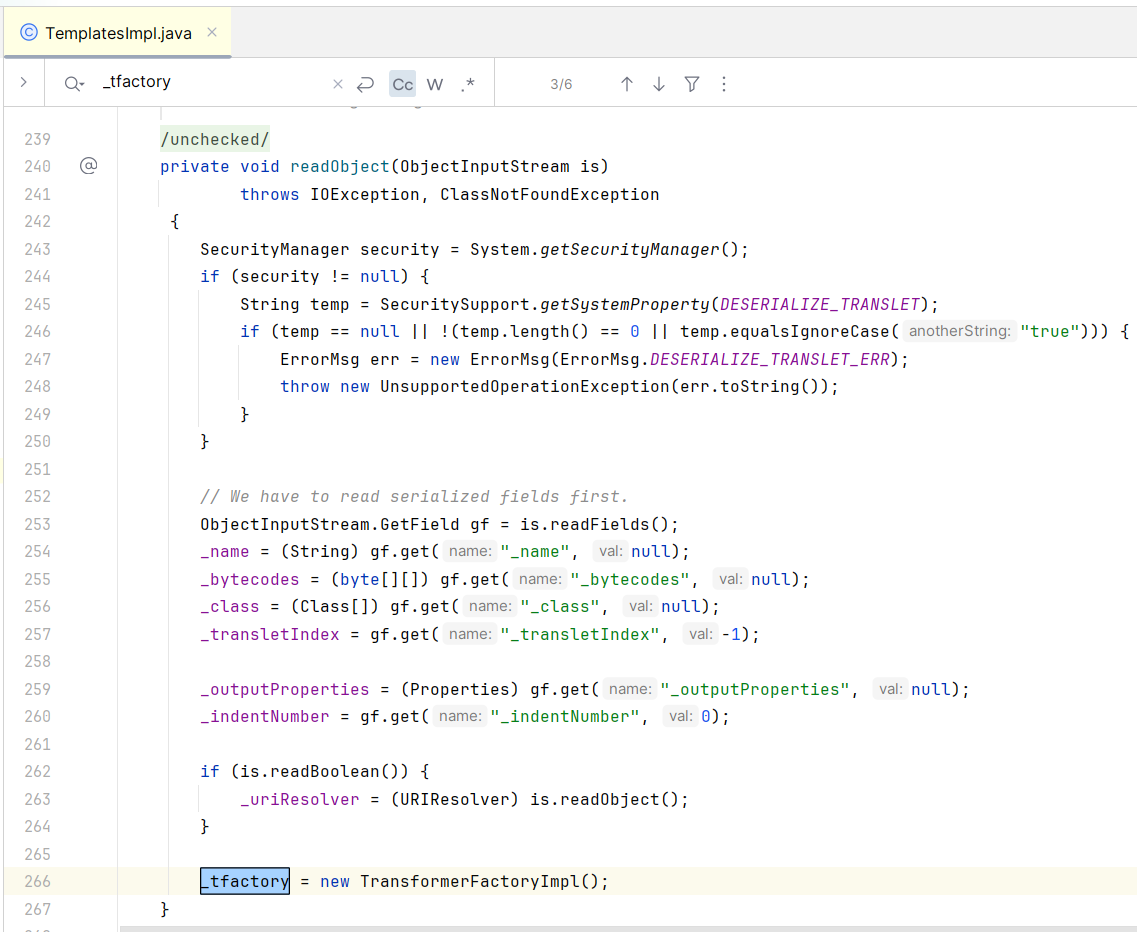 TemplatesImpl.java
_tfactory
Cc W .*
3/6
239 /unchecked/
240 private void readObject(ObjectInputStream is)
241 throws IOException, ClassNotFoundException
242 {
243 SecurityManager security = System.getSecurityManager();
244 if (security != null) {
245 String temp = SecuritySupport.getSystemProperty(DESERIALIZE_TRANSLET);
246 if (temp == null || !(temp.length() == 0 || temp.equalsIgnoreCase( anotherString: "true"))) {
247 ErrorMsg err = new ErrorMsg(ErrorMsg.DESERIALIZE_TRANSLET_ERR);
248 throw new UnsupportedOperationException(err.toString());
249 }
250 }
251
252 // We have to read serialized fields first.
253 ObjectInputStream.GetField gf = is.readFields();
254 _name = (String) gf.get( name: "_name", val: null);
255 _bytecodes = (byte[][]) gf.get( name: "_bytecodes", val: null);
256 _class = (Class[]) gf.get( name: "_class", val: null);
257 _transletIndex = gf.get( name: "_transletIndex", val: -1);
258
259 _outputProperties = (Properties) gf.get( name: "_outputProperties", val: null);
260 _indentNumber = gf.get( name: "_indentNumber", val: 0);
261
262 if (is.readBoolean()) {
263 _uriResolver = (URIResolver) is.readObject();
264 }
265
266 _tfactory = new TransformerFactoryImpl();
267 }